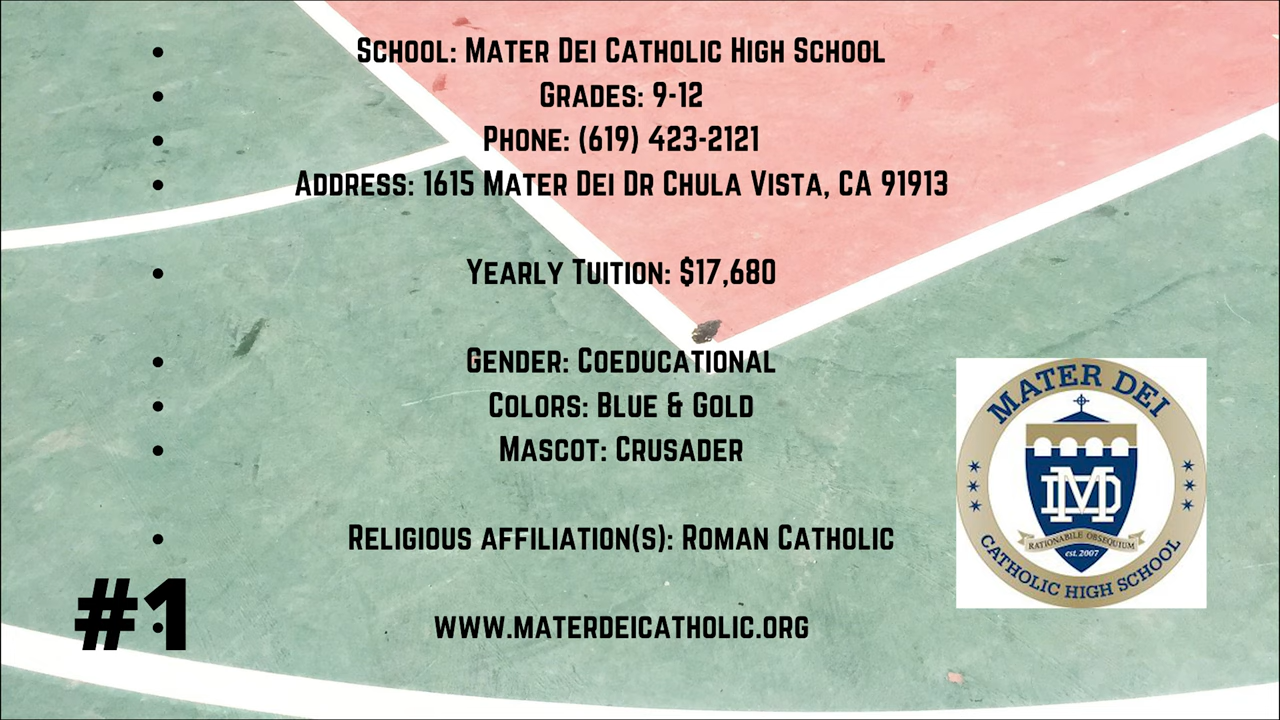 School: Mater Dei Catholic High School
Grades: 9-12
Phone: (619) 423-2121
Address: 1615 Mater Dei Dr Chula Vista, CA 91913
Yearly Tuition: $17,680
Gender: Coeducational
Colors: Blue & Gold
Mascot: Crusader
MATER DEI
MD
RATIONABILE OBSEQUIUM
est. 2007
CATHOLIC HIGH SCHOOL
Religious affiliation(s): Roman Catholic
#1
www.materdeicatholic.org